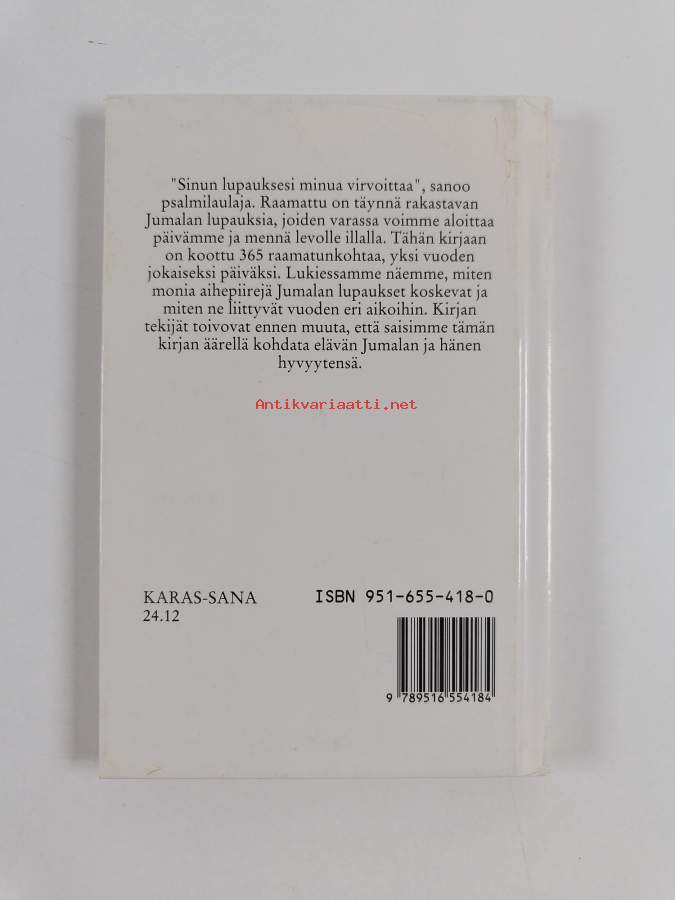 "Sinun lupauksesi minua virvoittaa", sanoo
psalmilaulaja. Raamattu on täynnä rakastavan
Jumalan lupauksia, joiden varassa voimme aloittaa
päivämme ja mennä levolle illalla. Tähän kirjaan
on koottu 365 raamatunkohtaa, yksi vuoden
jokaiseksi päiväksi. Lukiessamme näemme, miten
monia aihepiirejä Jumalan lupaukset koskevat ja
miten ne liittyvät vuoden eri aikoihin. Kirjan
tekijät toivovat ennen muuta, että saisimme tämän
kirjan äärellä kohdata elävän Jumalan ja hänen
hyvyytensä.
Antikvariaatti.net
KARAS-SANA
24.12
ISBN 951-655-418-0
9 789516 554184